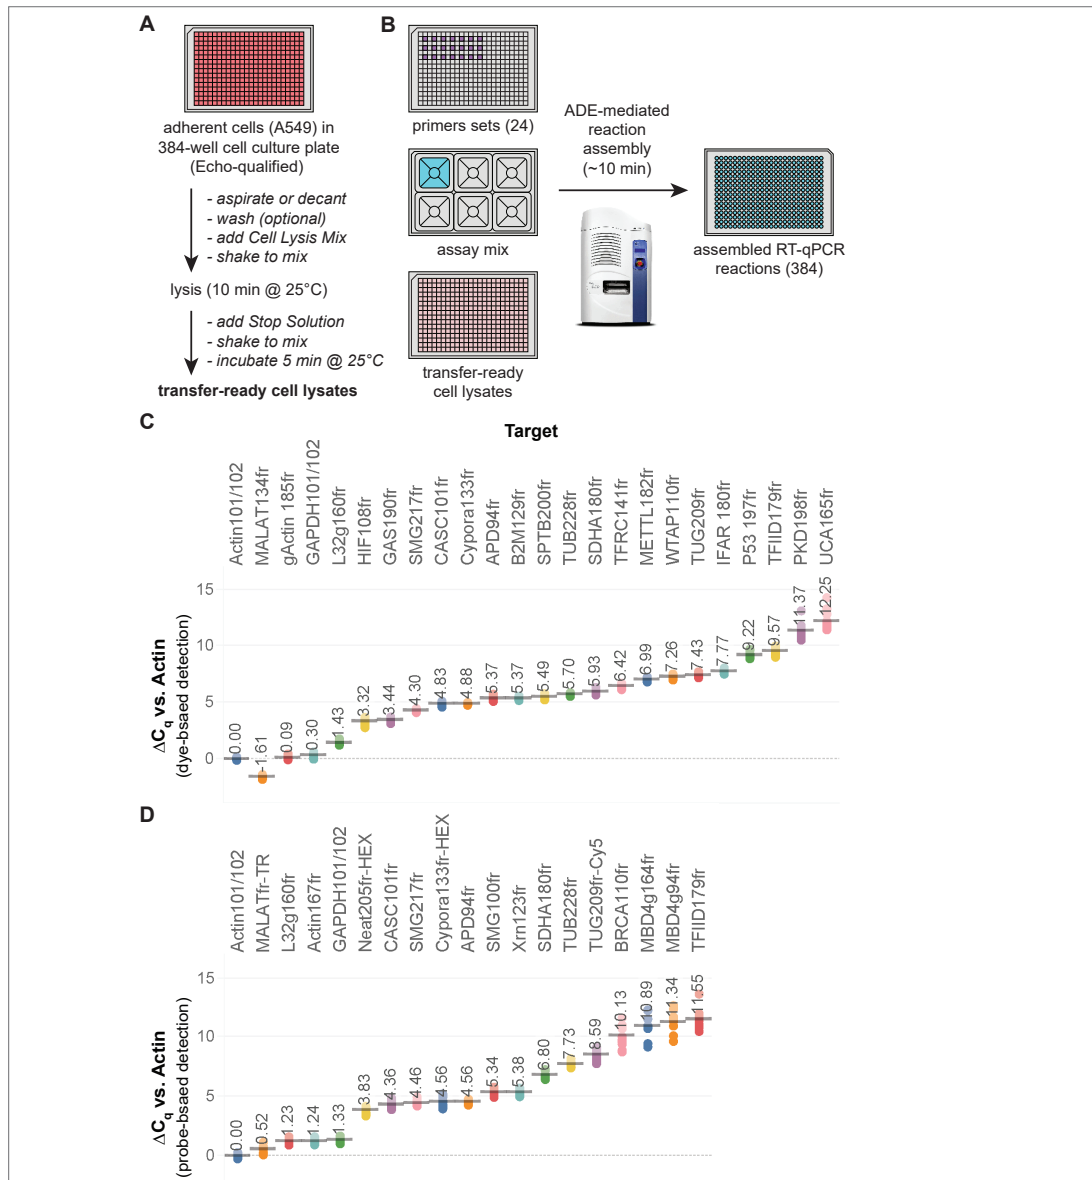 A
adherent cells (A549) in
384-well cell culture plate
(Echo-qualified)
- aspirate or decant
- wash (optional)
- add Cell Lysis Mix
- shake to mix
lysis (10 min @ 25°C)
- add Stop Solution
- shake to mix
- incubate 5 min @ 25°C
transfer-ready cell lysates
B
primers sets (24)
assay mix
transfer-ready
cell lysates
ADE-mediated
reaction
assembly
(~10 min)
assembled RT-qPCR
reactions (384)
C
Target
Actin101/102
MALAT134fr
gActin 185fr
GAPDH101/102
L32g160fr
HIF108fr
GAS190fr
SMG217fr
CASC101fr
Cypora133fr
APD94fr
B2M129fr
SPTB200fr
TUB228fr
SDHA180fr
TFRC141fr
METTL182fr
WTAP110fr
TUG209fr
IFAR 180fr
P53 197fr
TFIID179fr
PKD198fr
UCA165fr
ΔCq vs. Actin
(dye-bsaed detection)
15
10
5
0
0.00
-1.61
0.09
0.30
1.43
3.32
3.44
4.30
4.83
4.88
5.37
5.37
5.49
5.70
5.93
6.42
6.99
7.26
7.43
7.77
9.22
9.57
11.37
12.25
D
Actin101/102
MALATfr-TR
L32g160fr
Actin167fr
GAPDH101/102
Neat205fr-HEX
CASC101fr
SMG217fr
Cypora133fr-HEX
APD94fr
SMG100fr
Xrn123fr
SDHA180fr
TUB228fr
TUG209fr-Cy5
BRCA110fr
MBD4g164fr
MBD4g94fr
TFIID179fr
ΔCq vs. Actin
(probe-bsaed detection)
15
10
5
0
0.00
0.52
1.23
1.24
1.33
3.83
4.36
4.46
4.56
4.56
5.34
5.38
6.80
7.73
8.59
10.13
10.89
11.34
11.55